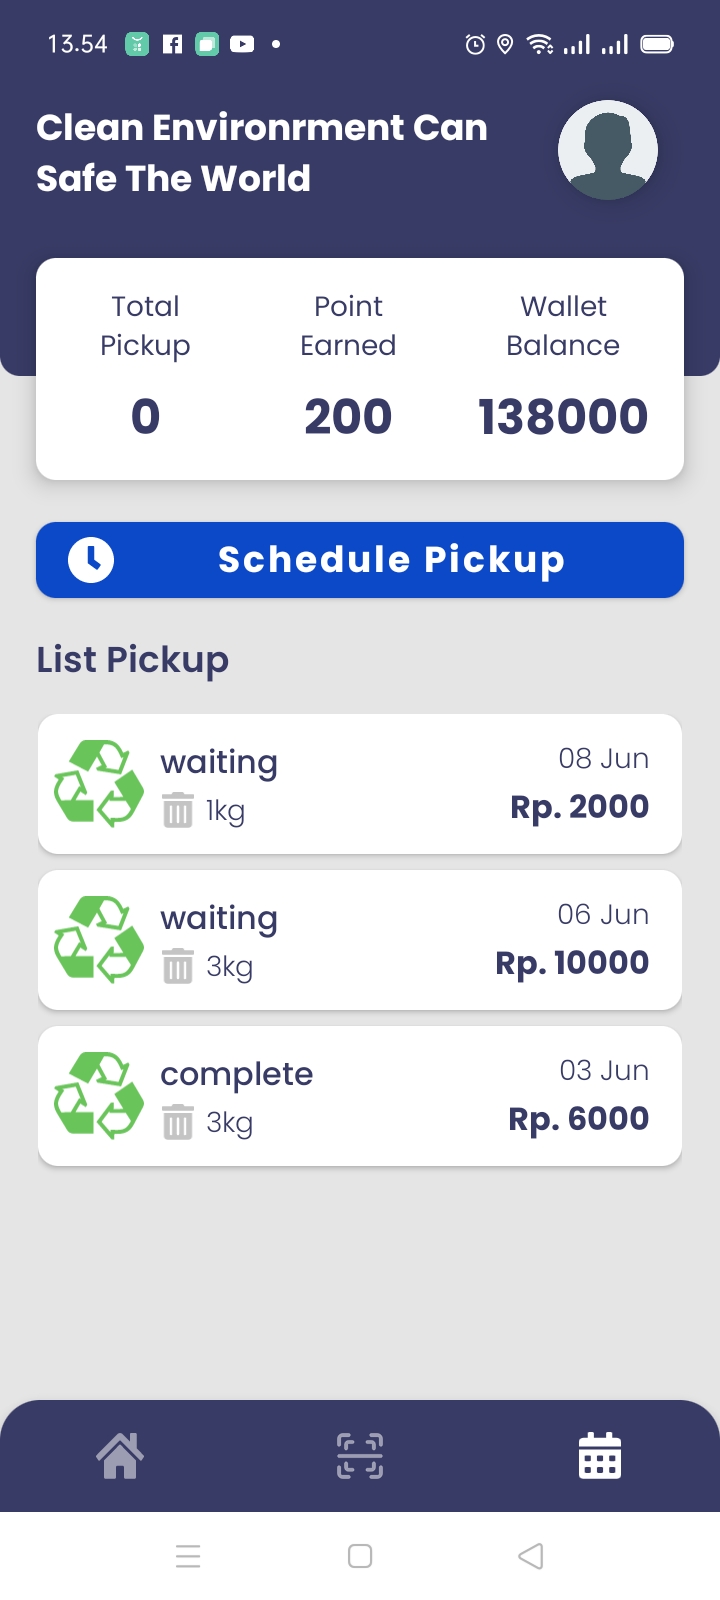 13.54
Clean Environrment Can
Safe The World
Total
Pickup
Point
Earned
Wallet
Balance
0
200
138000
Schedule Pickup
List Pickup
waiting
08 Jun
1kg
Rp. 2000
waiting
06 Jun
3kg
Rp. 10000
complete
03 Jun
3kg
Rp. 6000